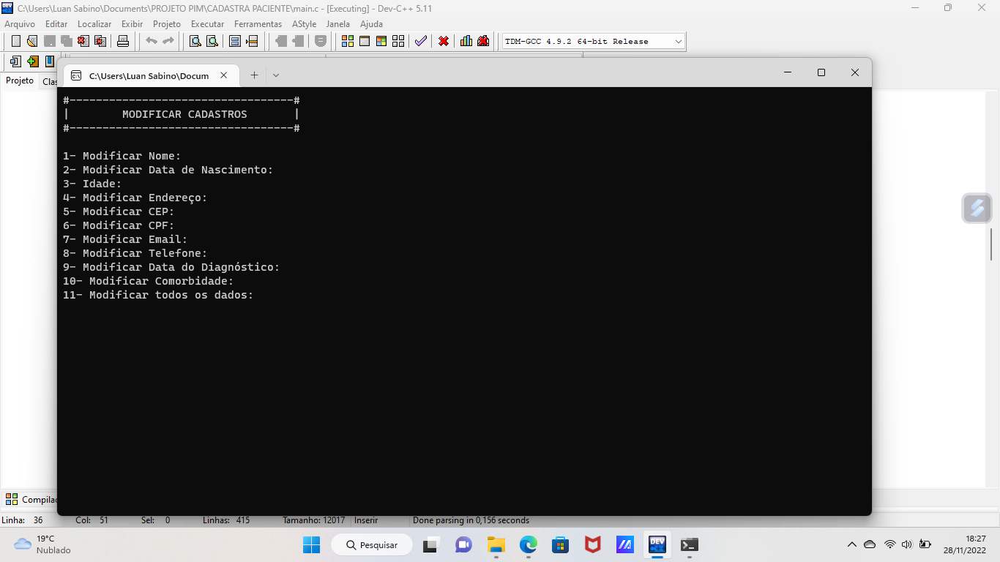 C:\Users\Luan Sabino\Documents\PROJETO PIM\CADASTRA PACIENTE\main.c - [Executing] - Dev-C++ 5.11
Arquivo Editar Localizar Exibir Projeto Executar Ferramentas AStyle Janela Ajuda
TDM-GCC 4.9.2 64-bit Release
Projeto Clas
C:\Users\Luan Sabino\Docum
#----------------------------------#
| MODIFICAR CADASTROS |
#----------------------------------#
1- Modificar Nome:
2- Modificar Data de Nascimento:
3- Idade:
4- Modificar Endereço:
5- Modificar CEP:
6- Modificar CPF:
7- Modificar Email:
8- Modificar Telefone:
9- Modificar Data do Diagnóstico:
10- Modificar Comorbidade:
11- Modificar todos os dados:
Compilad
Linha: 36 Col: 51 Sel: 0 Linhas: 415 Tamanho: 12017 Inserir Done parsing in 0,156 seconds
19°C
Nublado
Pesquisar
DEV
18:27
28/11/2022